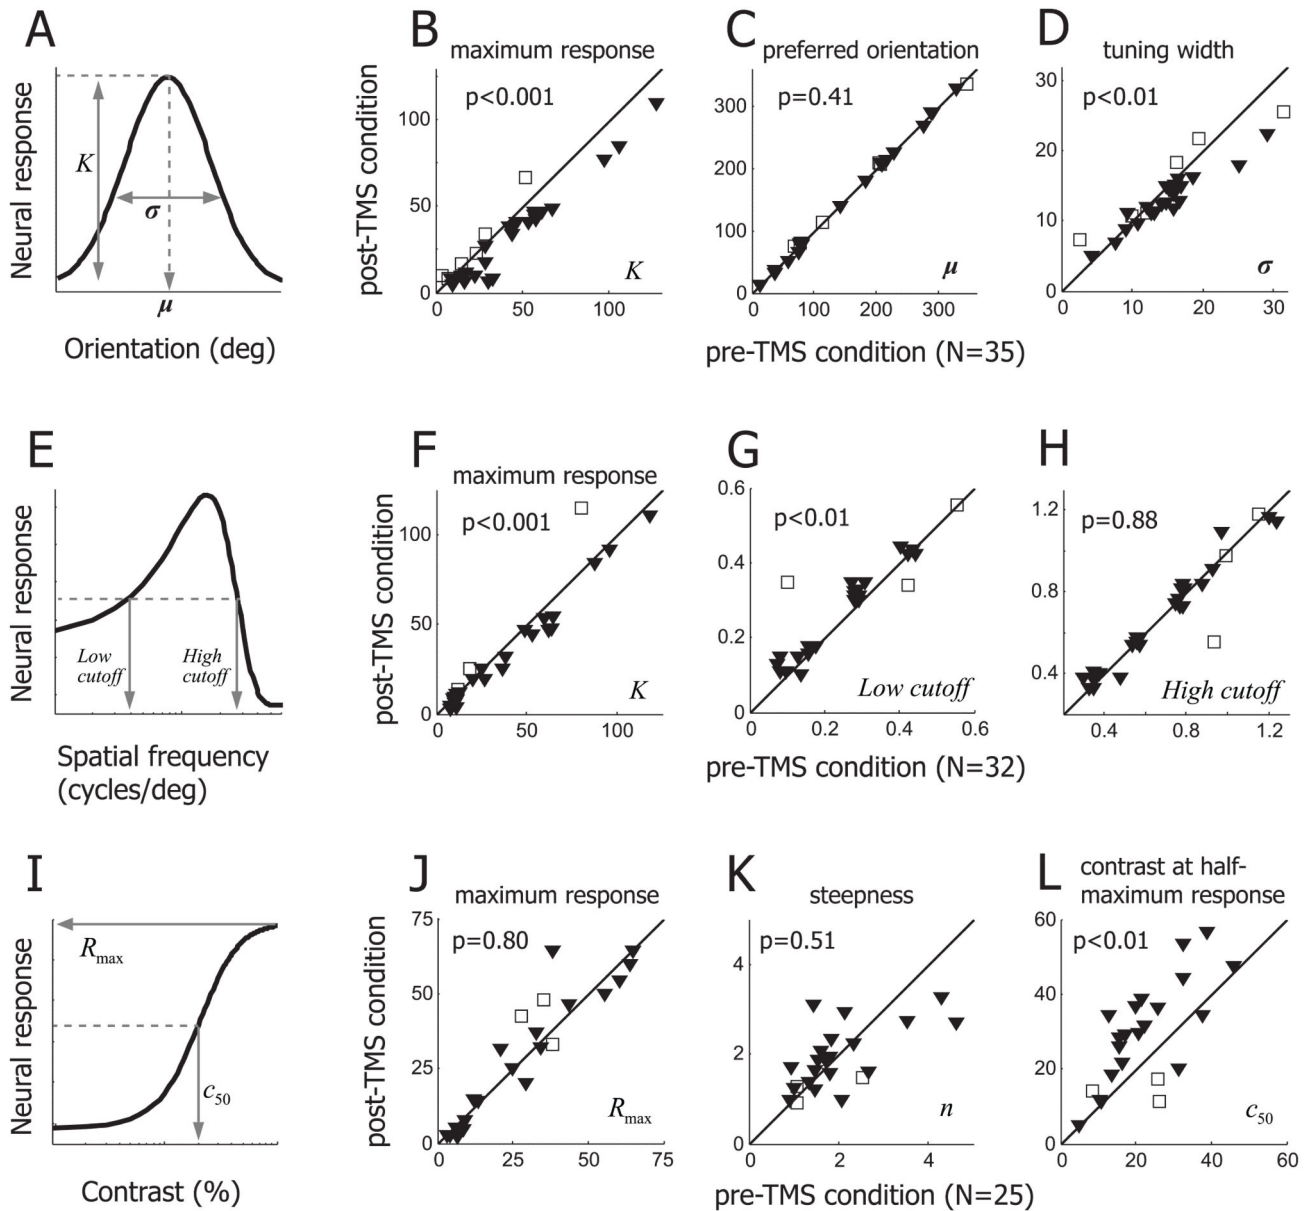 A
B
C
D
maximum response
preferred orientation
tuning width
Neural response
K
σ
μ
Orientation (deg)
post-TMS condition
p<0.001
100
50
0
0
50
100
K
p=0.41
300
200
100
0
0
100
200
300
μ
p<0.01
30
20
10
0
0
10
20
30
σ
pre-TMS condition (N=35)
E
F
G
H
maximum response
Neural response
Low
cutoff
High
cutoff
Spatial frequency
(cycles/deg)
post-TMS condition
p<0.001
100
50
0
0
50
100
K
p<0.01
0.6
0.4
0.2
0
0
0.2
0.4
0.6
Low cutoff
p=0.88
1.2
0.8
0.4
0.4
0.8
1.2
High cutoff
pre-TMS condition (N=32)
I
J
K
L
maximum response
steepness
contrast at half-
maximum response
Neural response
Rmax
c50
Contrast (%)
post-TMS condition
p=0.80
75
50
25
0
0
25
50
75
Rmax
p=0.51
4
2
0
0
2
4
n
p<0.01
60
40
20
0
0
20
40
60
c50
pre-TMS condition (N=25)